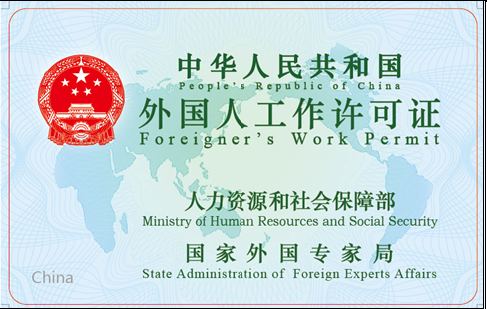 中华人民共和国
People's Republic of China
外国人工作许可证
Foreigner's Work Permit
人力资源和社会保障部
Ministry of Human Resources and Social Security
国家外国专家局
State Administration of Foreign Experts Affairs
China